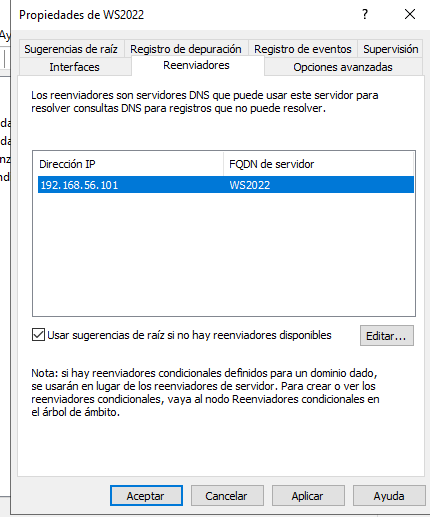 Propiedades de WS2022
Sugerencias de raíz
Registro de depuración
Registro de eventos
Supervisión
Interfaces
Reenviadores
Opciones avanzadas
Los reenviadores son servidores DNS que puede usar este servidor para
resolver consultas DNS para registros que no puede resolver.
Dirección IP
FQDN de servidor
192.168.56.101
WS2022
Usar sugerencias de raíz si no hay reenviadores disponibles
Editar...
Nota: si hay reenviadores condicionales definidos para un dominio dado,
se usarán en lugar de los reenviadores de servidor. Para crear o ver los
reenviadores condicionales, vaya al nodo Reenviadores condicionales en
el árbol de ámbito.
Aceptar
Cancelar
Aplicar
Ayuda